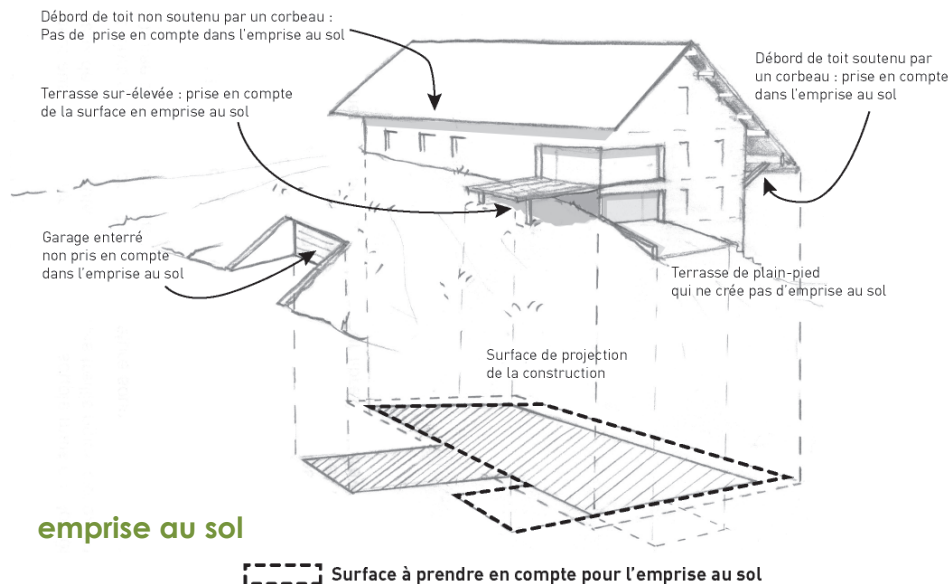 Débord de toit non soutenu par un corbeau :
Pas de prise en compte dans l'emprise au sol
Débord de toit soutenu par
un corbeau : prise en compte
dans l'emprise au sol
Terrasse sur-élevée : prise en compte
de la surface en emprise au sol
Garage enterré
non pris en compte
dans l'emprise au sol
Terrasse de plain-pied
qui ne crée pas d'emprise au sol
Surface de projection
de la construction
emprise au sol
Surface à prendre en compte pour l'emprise au sol